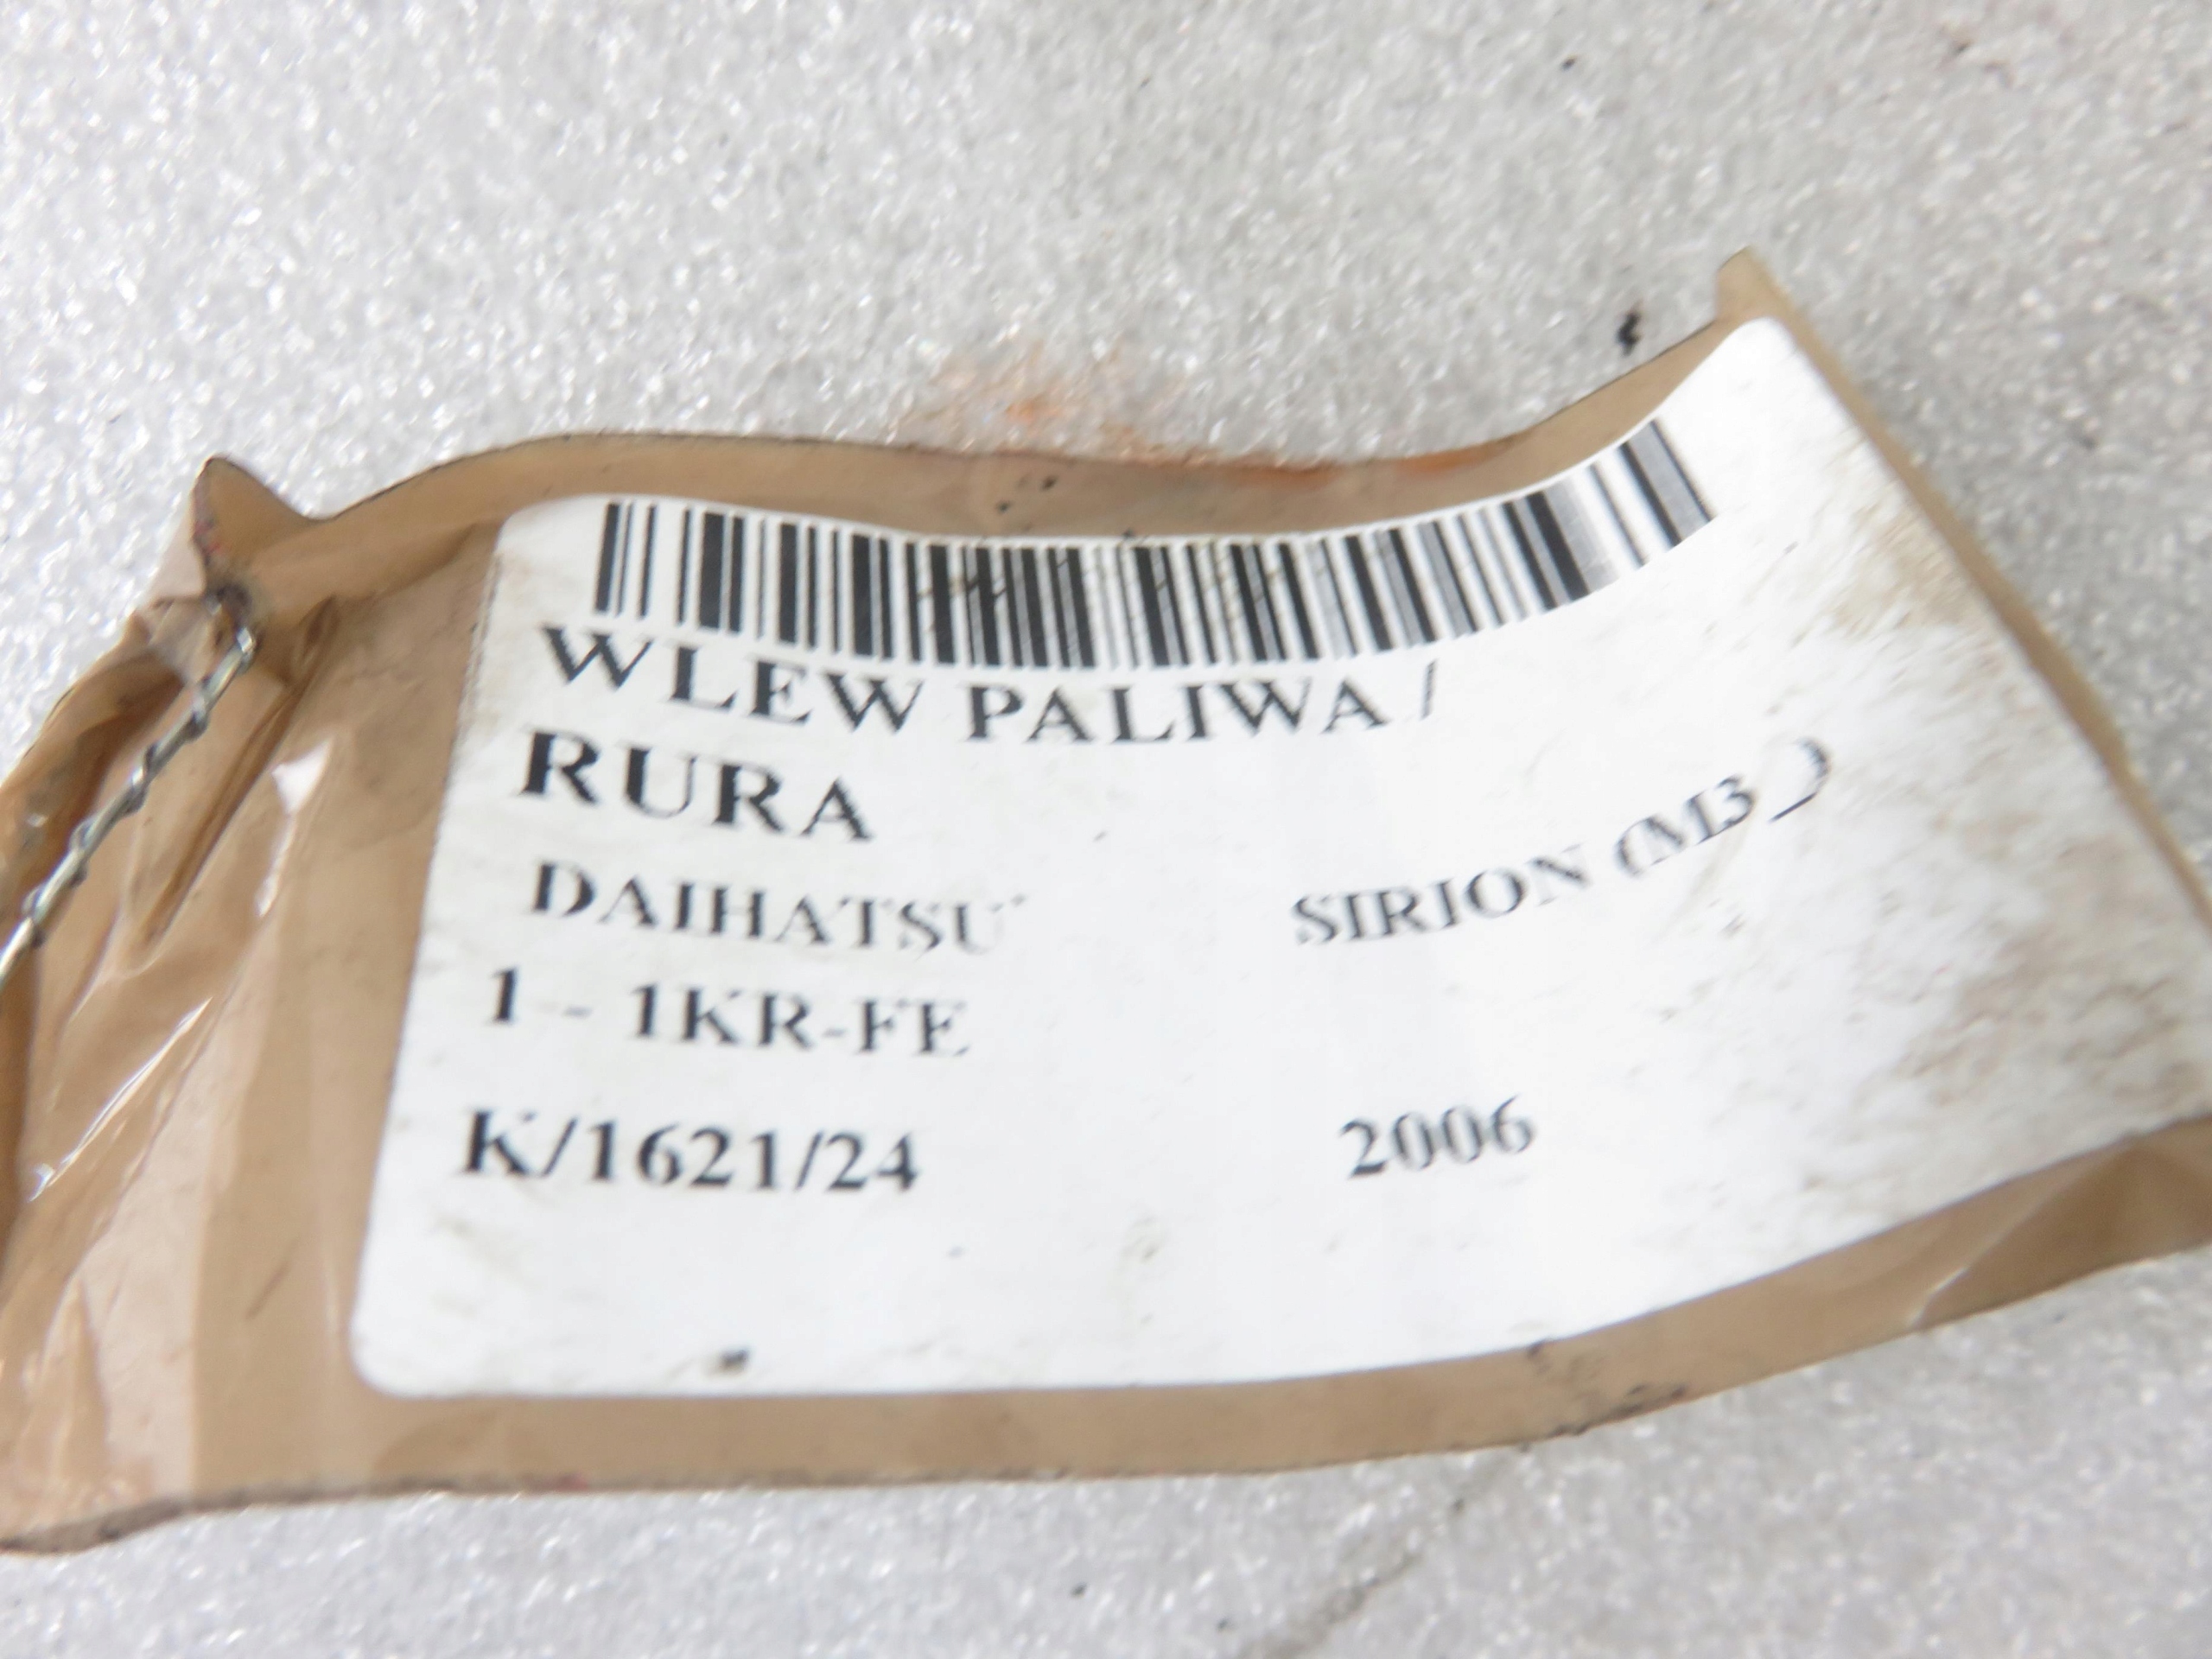 WLEW PALIWA /
RURA
DAIHATSU SIRION (M3_)
1 - 1KR-FE
K/1621/24 2006